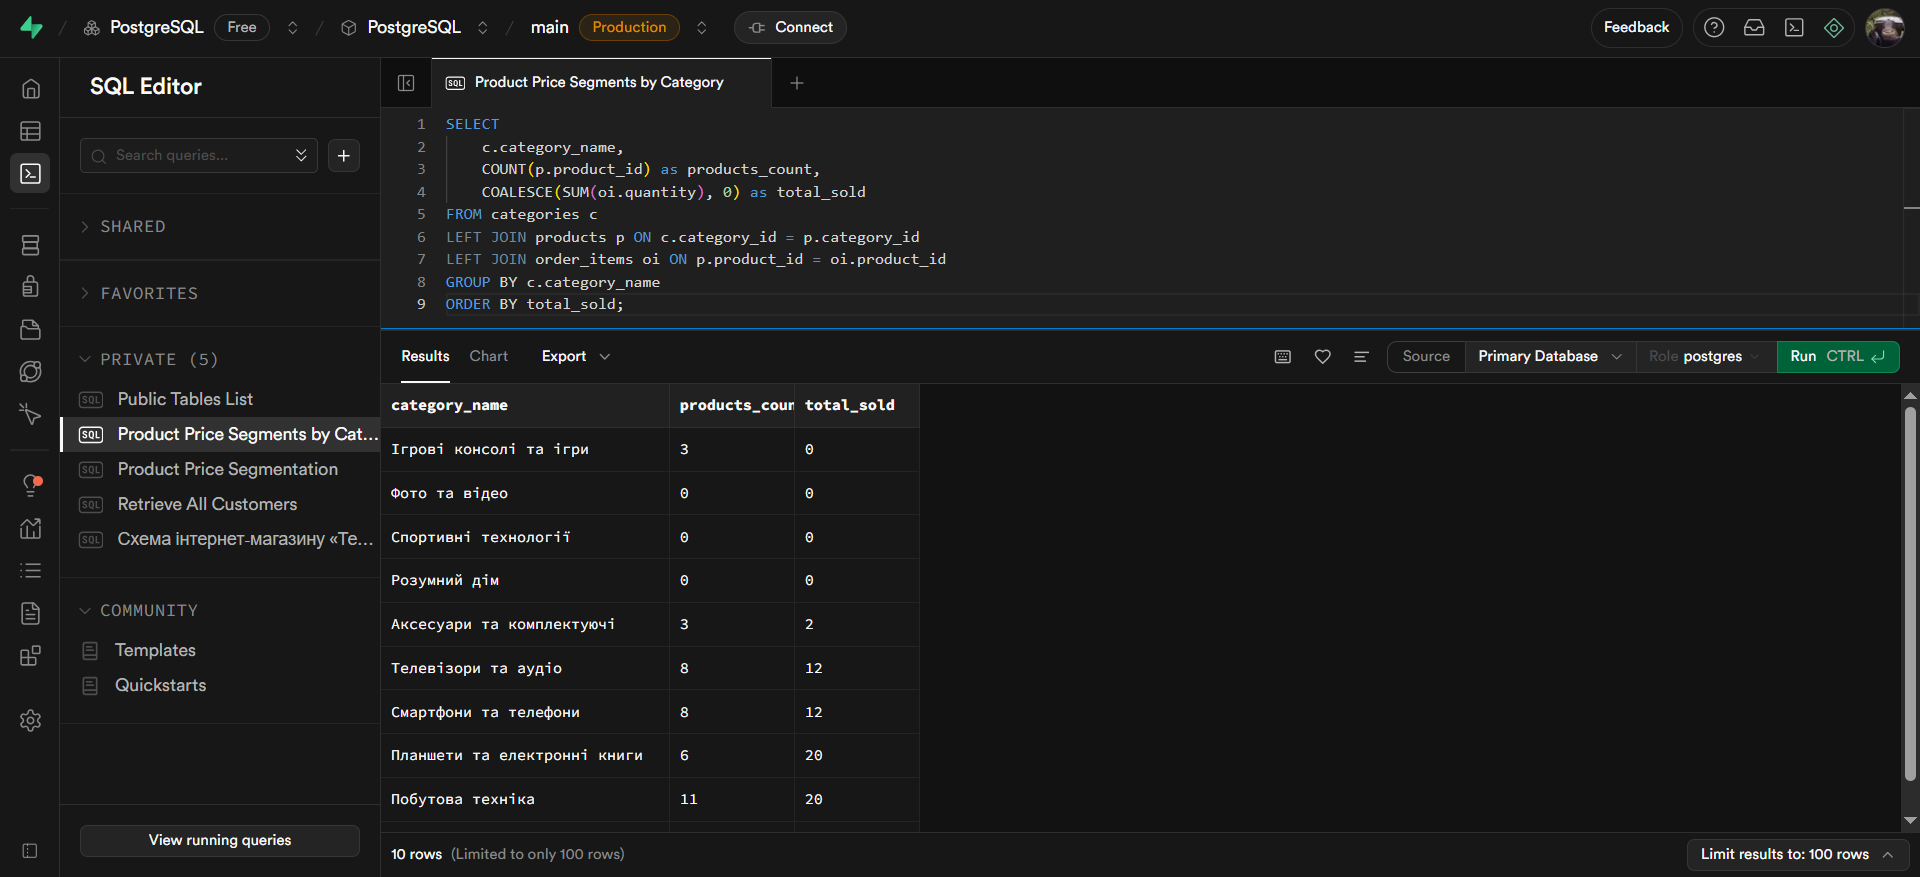 PostgreSQL Free / PostgreSQL / main Production Connect Feedback
SQL Editor
Search queries...
SHARED
FAVORITES
PRIVATE (5)
SQL Public Tables List
SQL Product Price Segments by Cat...
SQL Product Price Segmentation
SQL Retrieve All Customers
SQL Схема інтернет-магазину «Те...
COMMUNITY
Templates
Quickstarts
View running queries
SQL Product Price Segments by Category
1 SELECT
2 c.category_name,
3 COUNT(p.product_id) as products_count,
4 COALESCE(SUM(oi.quantity), 0) as total_sold
5 FROM categories c
6 LEFT JOIN products p ON c.category_id = p.category_id
7 LEFT JOIN order_items oi ON p.product_id = oi.product_id
8 GROUP BY c.category_name
9 ORDER BY total_sold;
Results Chart Export Source Primary Database Role postgres Run CTRL
category_name products_coun total_sold
Ігрові консолі та ігри 3 0
Фото та відео 0 0
Спортивні технології 0 0
Розумний дім 0 0
Аксесуари та комплектуючі 3 2
Телевізори та аудіо 8 12
Смартфони та телефони 8 12
Планшети та електронні книги 6 20
Побутова техніка 11 20
10 rows (Limited to only 100 rows) Limit results to: 100 rows